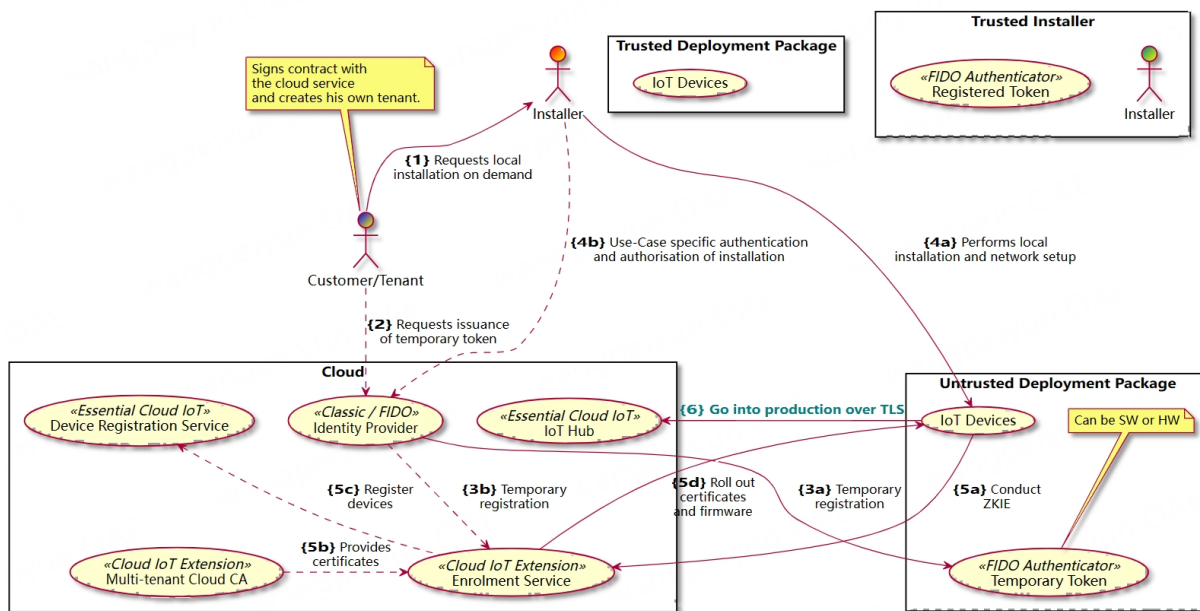 Signs contract with
the cloud service
and creates his own tenant.
Installer
Trusted Deployment Package
IoT Devices
Trusted Installer
«FIDO Authenticator»
Registered Token
Installer
{1} Requests local
installation on demand
Customer/Tenant
{4b} Use-Case specific authentication
and authorisation of installation
{4a} Performs local
installation and network setup
{2} Requests issuance
of temporary token
Cloud
«Essential Cloud IoT»
Device Registration Service
«Classic / FIDO»
Identity Provider
«Essential Cloud IoT»
IoT Hub
{6} Go into production over TLS
Untrusted Deployment Package
IoT Devices
Can be SW or HW
{5c} Register
devices
{3b} Temporary
registration
{5d} Roll out
certificates
and firmware
{3a} Temporary
registration
{5a} Conduct
ZKIE
{5b} Provides
certificates
«Cloud IoT Extension»
Multi-tenant Cloud CA
«Cloud IoT Extension»
Enrolment Service
«FIDO Authenticator»
Temporary Token